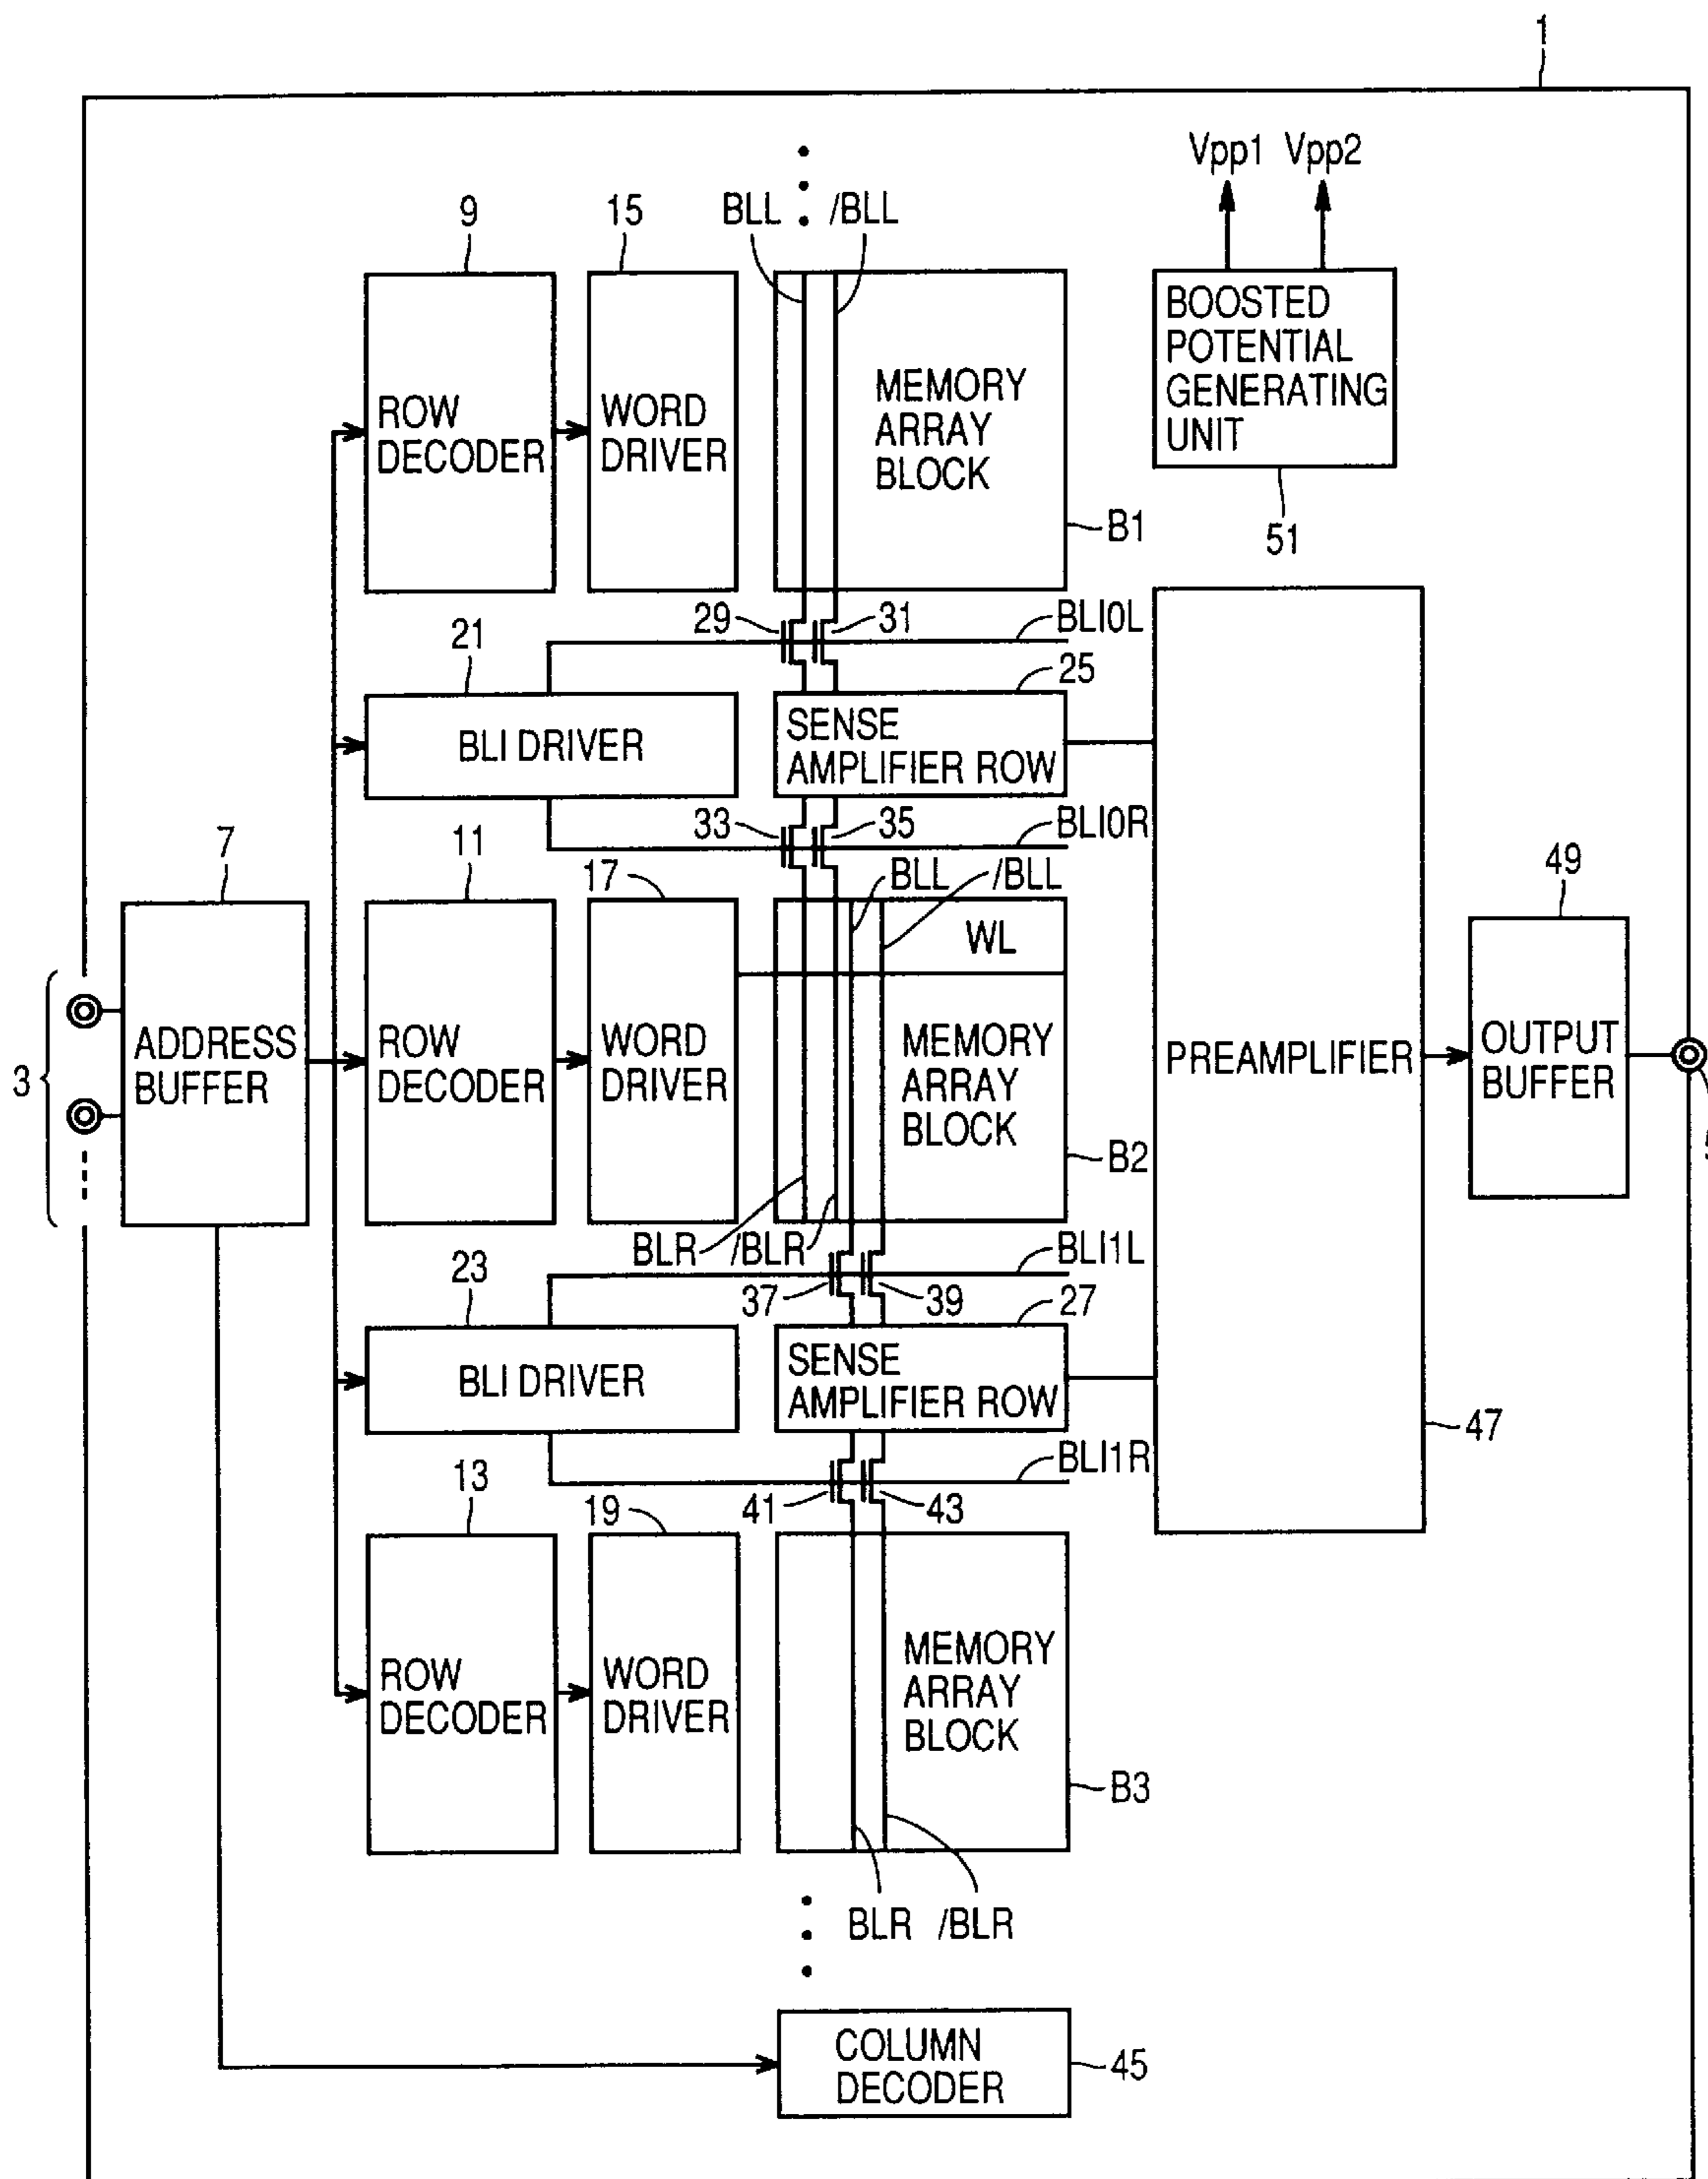 1
Vpp1 Vpp2
BLL /BLL
9
15
BOOSTED
POTENTIAL
GENERATING
UNIT
ROW
DECODER
WORD
DRIVER
MEMORY
ARRAY
BLOCK
B1
51
29
31
BLI0L
21
25
BLI DRIVER
SENSE
AMPLIFIER ROW
33
35
BLI0R
7
11
17
BLL /BLL
49
WL
3
ADDRESS
BUFFER
ROW
DECODER
WORD
DRIVER
MEMORY
ARRAY
BLOCK
PREAMPLIFIER
OUTPUT
BUFFER
B2
BLR /BLR
BLI1L
23
37
39
27
BLI DRIVER
SENSE
AMPLIFIER ROW
47
BLI1R
13
19
41
43
ROW
DECODER
WORD
DRIVER
MEMORY
ARRAY
BLOCK
B3
BLR /BLR
COLUMN
DECODER
45